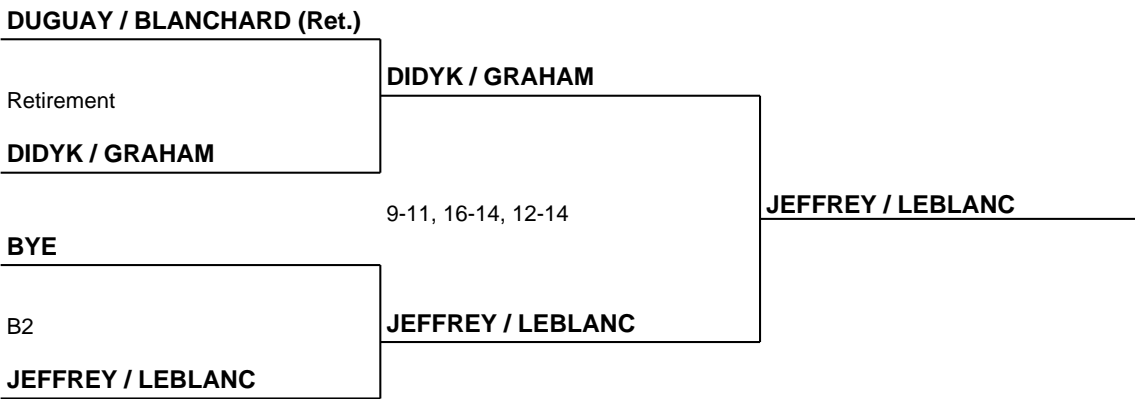 DUGUAY / BLANCHARD (Ret.)
Retirement
DIDYK / GRAHAM
BYE
B2
JEFFREY / LEBLANC
DIDYK / GRAHAM
9-11, 16-14, 12-14
JEFFREY / LEBLANC
JEFFREY / LEBLANC